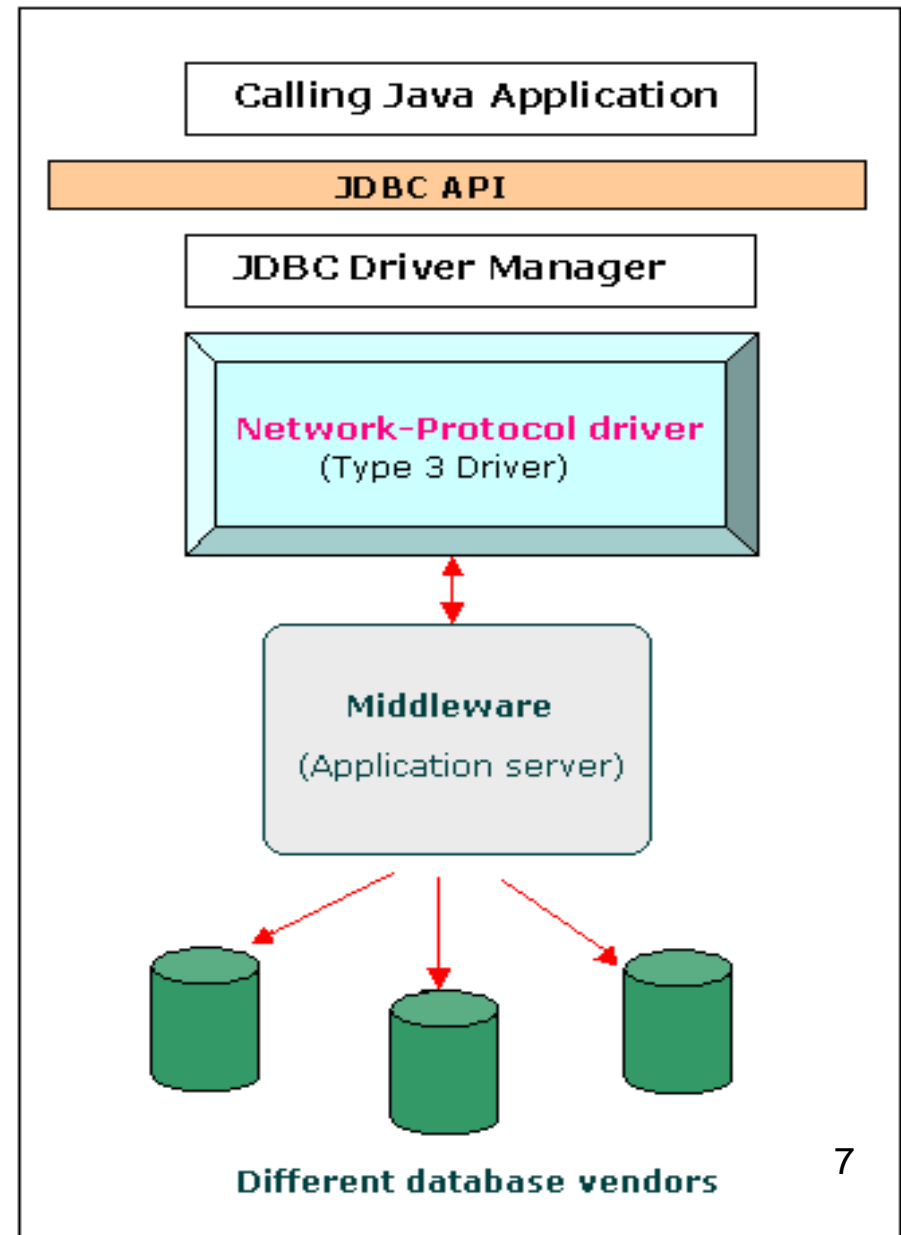 Calling Java Application
JDBC API
JDBC Driver Manager
Network-Protocol driver
(Type 3 Driver)
Middleware
(Application server)
Different database vendors
7